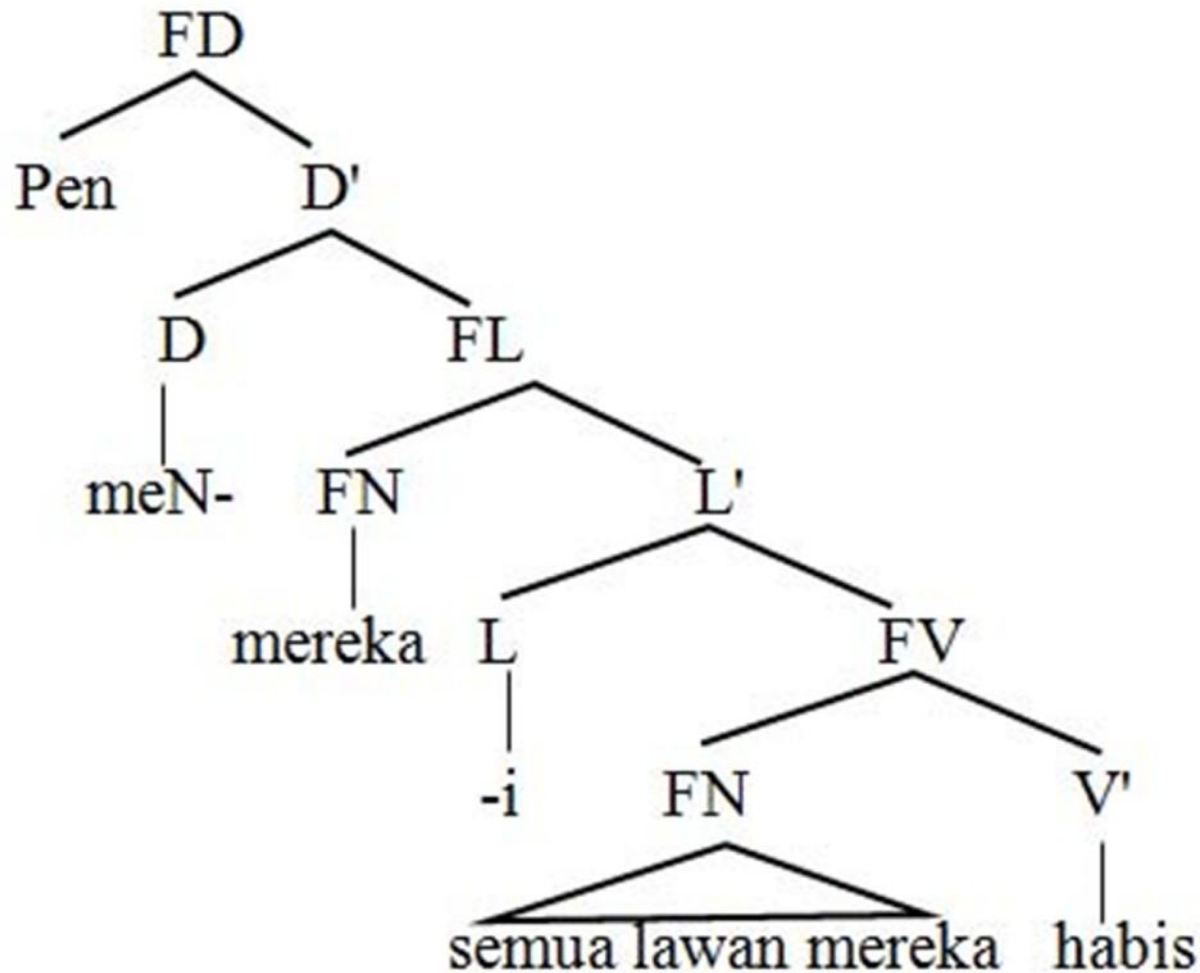 FD
Pen D'
D FL
meN- FN L'
mereka L FV
-i FN V'
semua lawan mereka habis